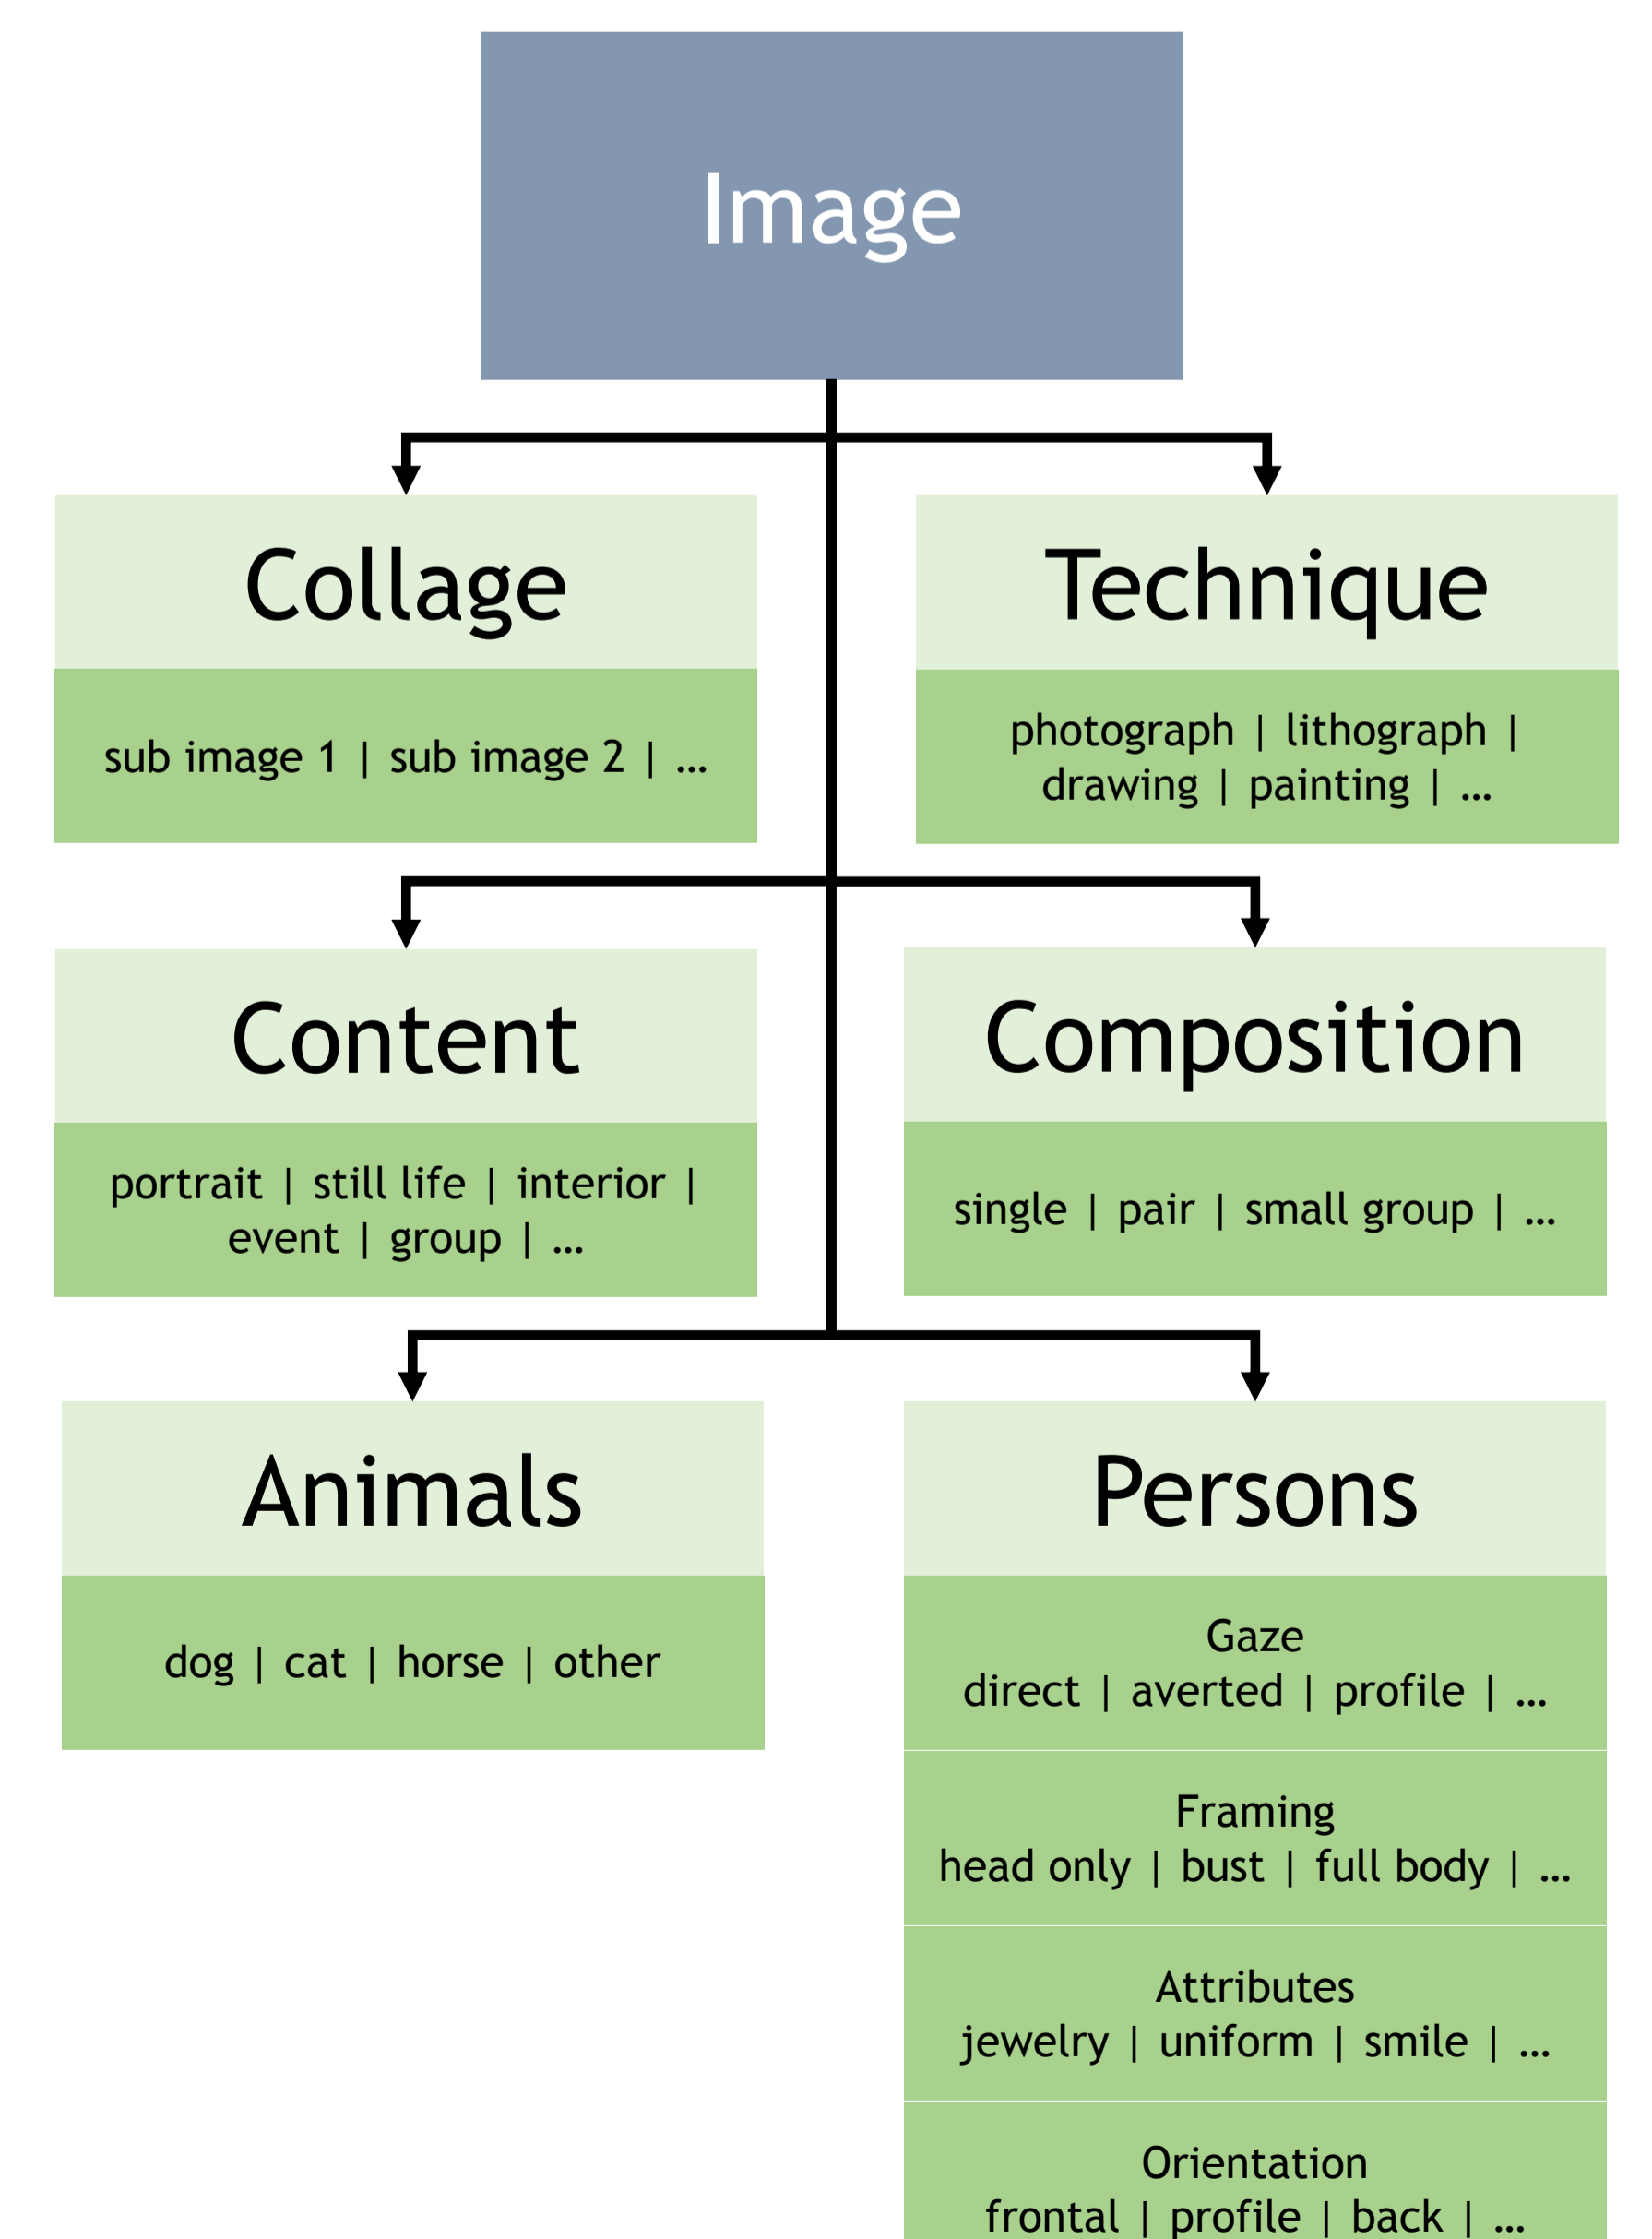 Image
Collage
Technique
sub image 1 | sub image 2 | ...
photograph | lithograph |
drawing | painting | ...
Content
Composition
portrait | still life | interior |
event | group | ...
single | pair | small group | ...
Animals
Persons
dog | cat | horse | other
Gaze
direct | averted | profile | ...
Framing
head only | bust | full body | ...
Attributes
jewelry | uniform | smile | ...
Orientation
frontal | profile | back | ...